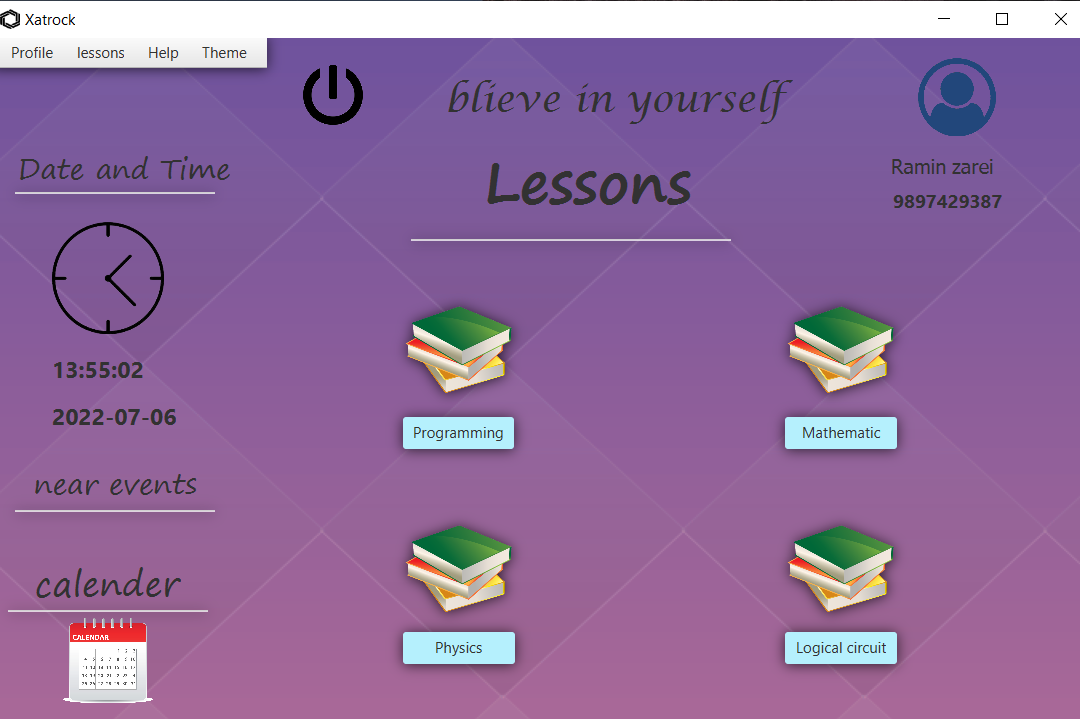 Xatrock
Profile lessons Help Theme
blieve in yourself
Lessons
Ramin zarei
9897429387
Date and Time
13:55:02
2022-07-06
near events
calender
CALENDAR
Programming
Mathematic
Physics
Logical circuit